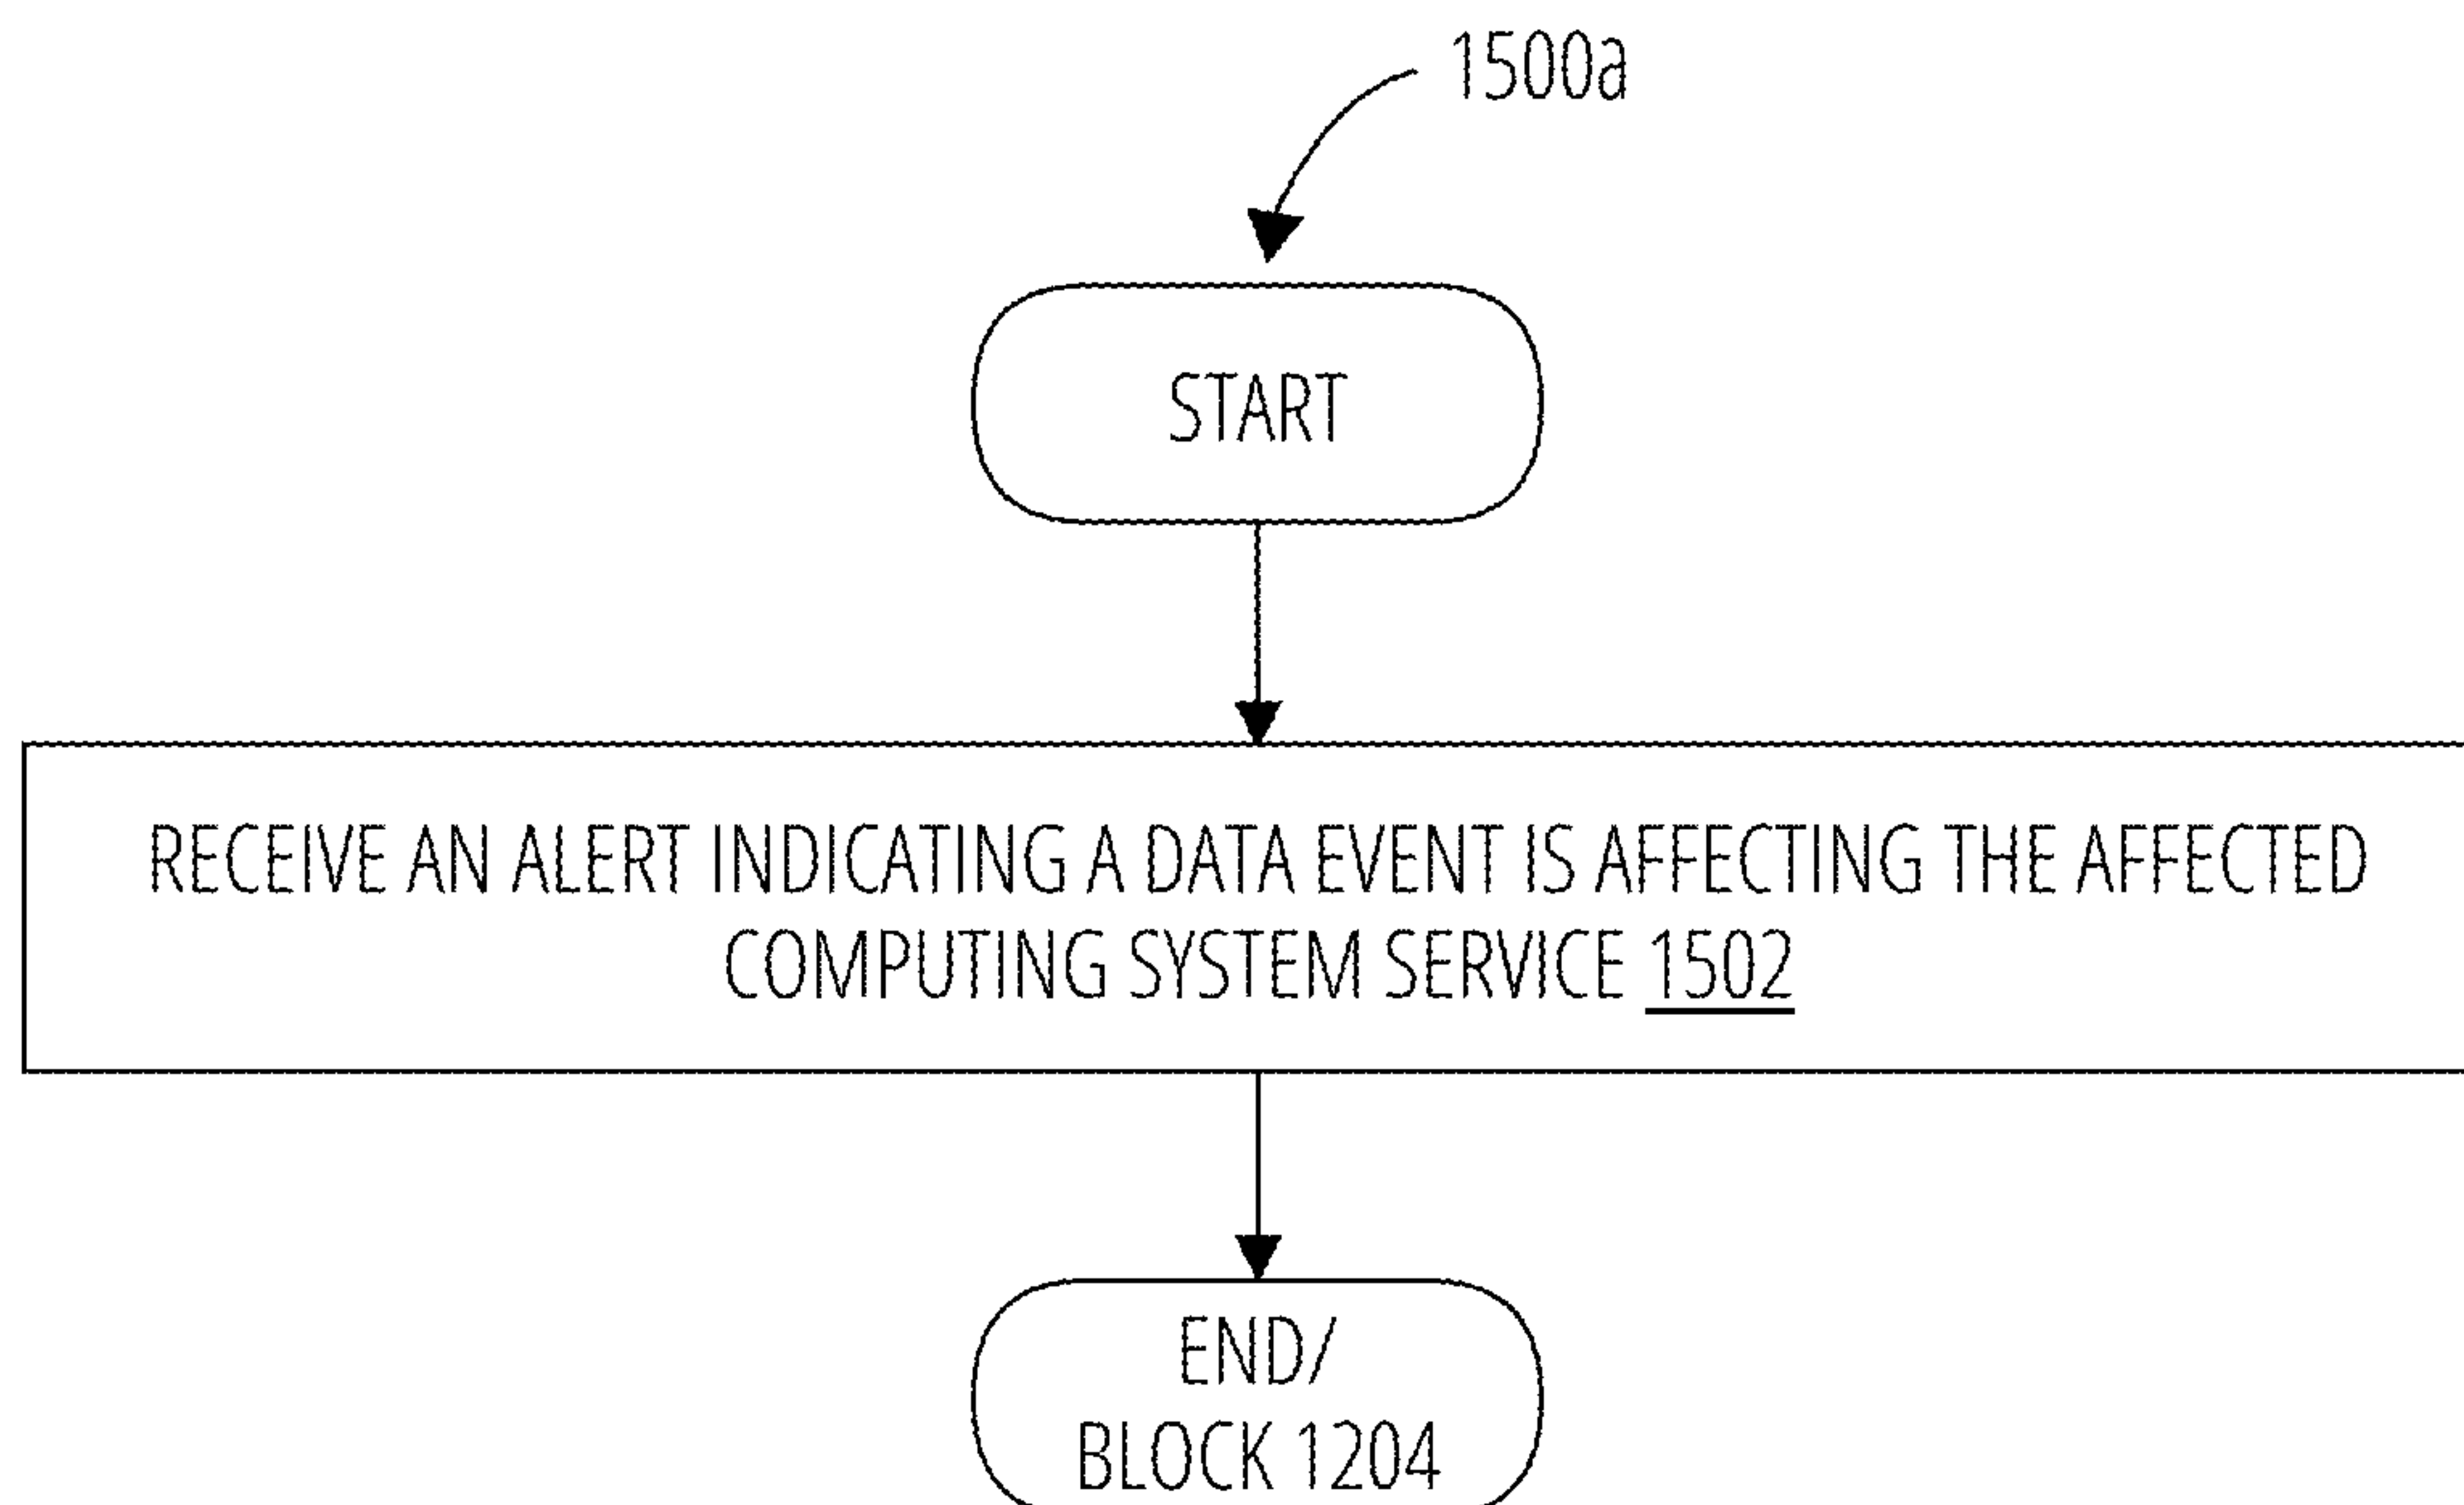 1500a
START
RECEIVE AN ALERT INDICATING A DATA EVENT IS AFFECTING THE AFFECTED
COMPUTING SYSTEM SERVICE 1502
END/
BLOCK 1204